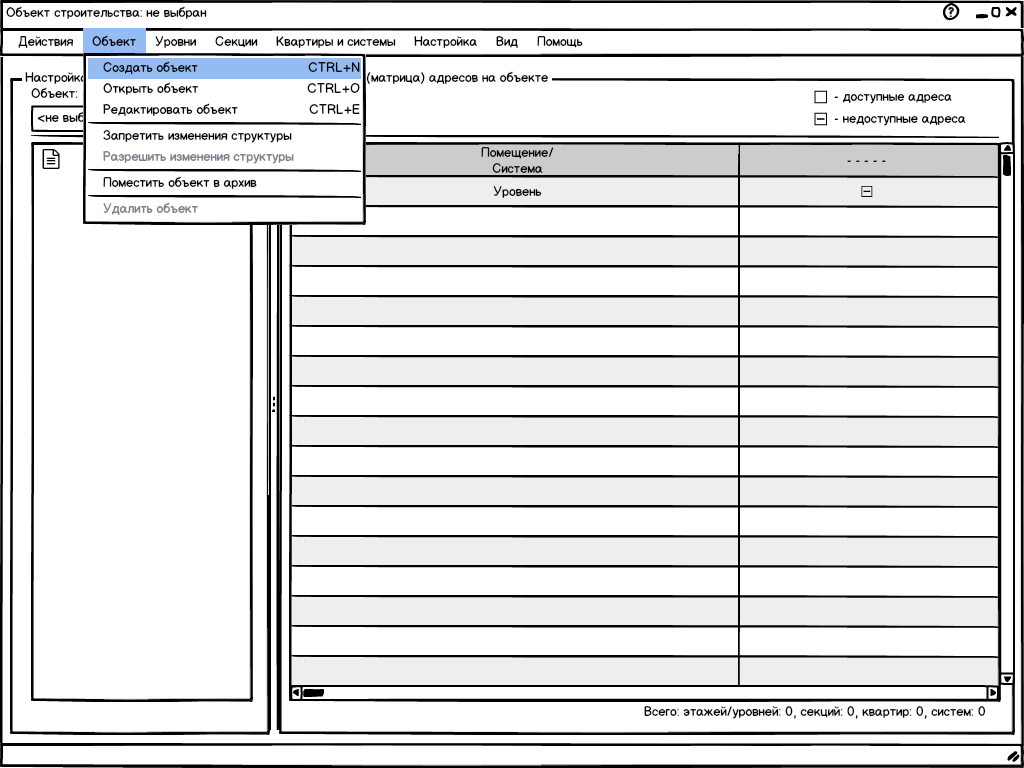 Объект строительства: не выбран
Действия Объект Уровни Секции Квартиры и системы Настройка Вид Помощь
Создать объект CTRL+N
Открыть объект CTRL+O
Редактировать объект CTRL+E
Запретить изменения структуры
Разрешить изменения структуры
Поместить объект в архив
Удалить объект
Настройка (матрица) адресов на объекте
Объект:
<не выб
- доступные адреса
- недоступные адреса
Помещение/
Система
- - - - -
Уровень
Всего: этажей/уровней: 0, секций: 0, квартир: 0, систем: 0